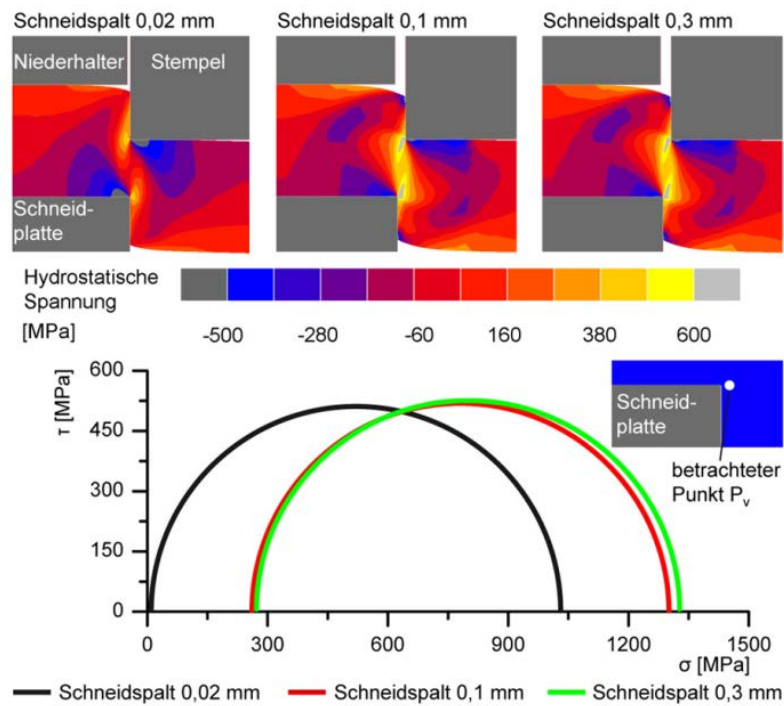 Schneidspalt 0,02 mm
Schneidspalt 0,1 mm
Schneidspalt 0,3 mm
Niederhalter
Stempel
Schneid-
platte
Hydrostatische
Spannung
[MPa]
-500
-280
-60
160
380
600
τ [MPa]
600
450
300
150
0
0
300
600
900
1200
1500
σ [MPa]
Schneid-
platte
betrachteter
Punkt Pv
Schneidspalt 0,02 mm
Schneidspalt 0,1 mm
Schneidspalt 0,3 mm